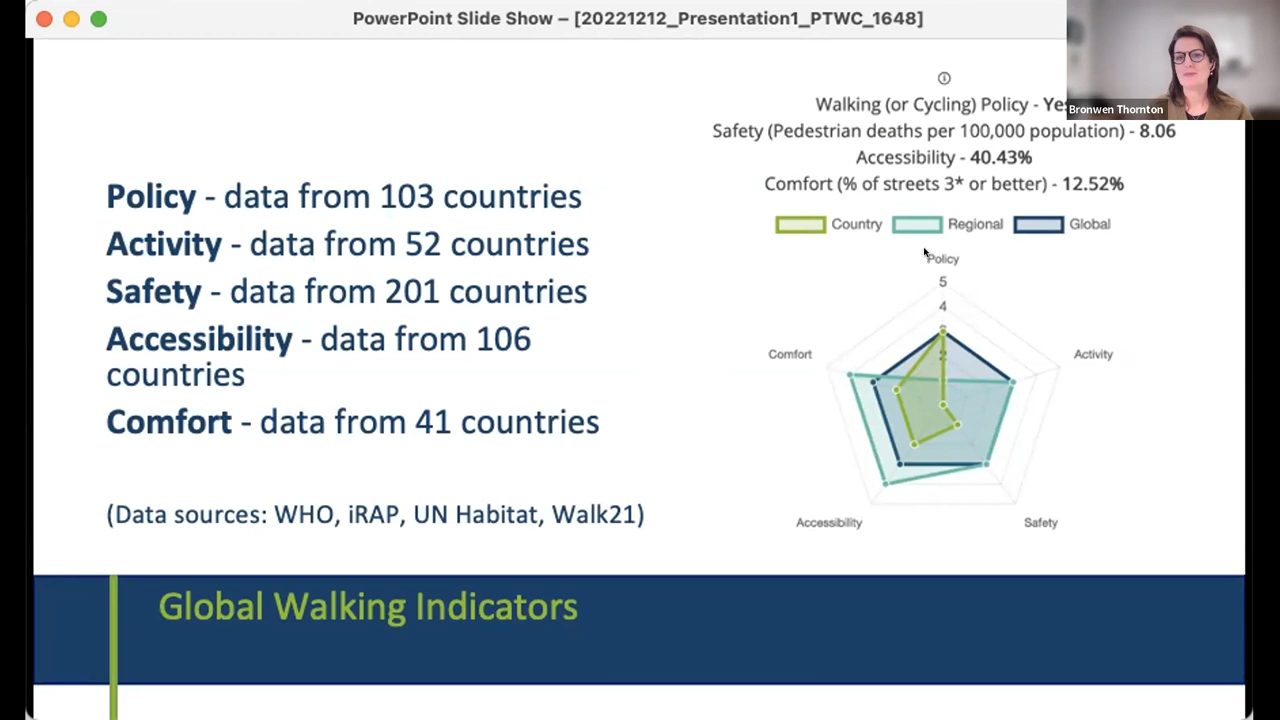 PowerPoint Slide Show – [20221212_Presentation1_PTWC_1648]
Bronwen Thornton
Walking (or Cycling) Policy - Yes
Safety (Pedestrian deaths per 100,000 population) - 8.06
Accessibility - 40.43%
Comfort (% of streets 3* or better) - 12.52%
Country Regional Global
Policy - data from 103 countries
Activity - data from 52 countries
Safety - data from 201 countries
Accessibility - data from 106
countries
Comfort - data from 41 countries
(Data sources: WHO, iRAP, UN Habitat, Walk21)
Policy
5
4
2
Comfort
Activity
Accessibility
Safety
Global Walking Indicators